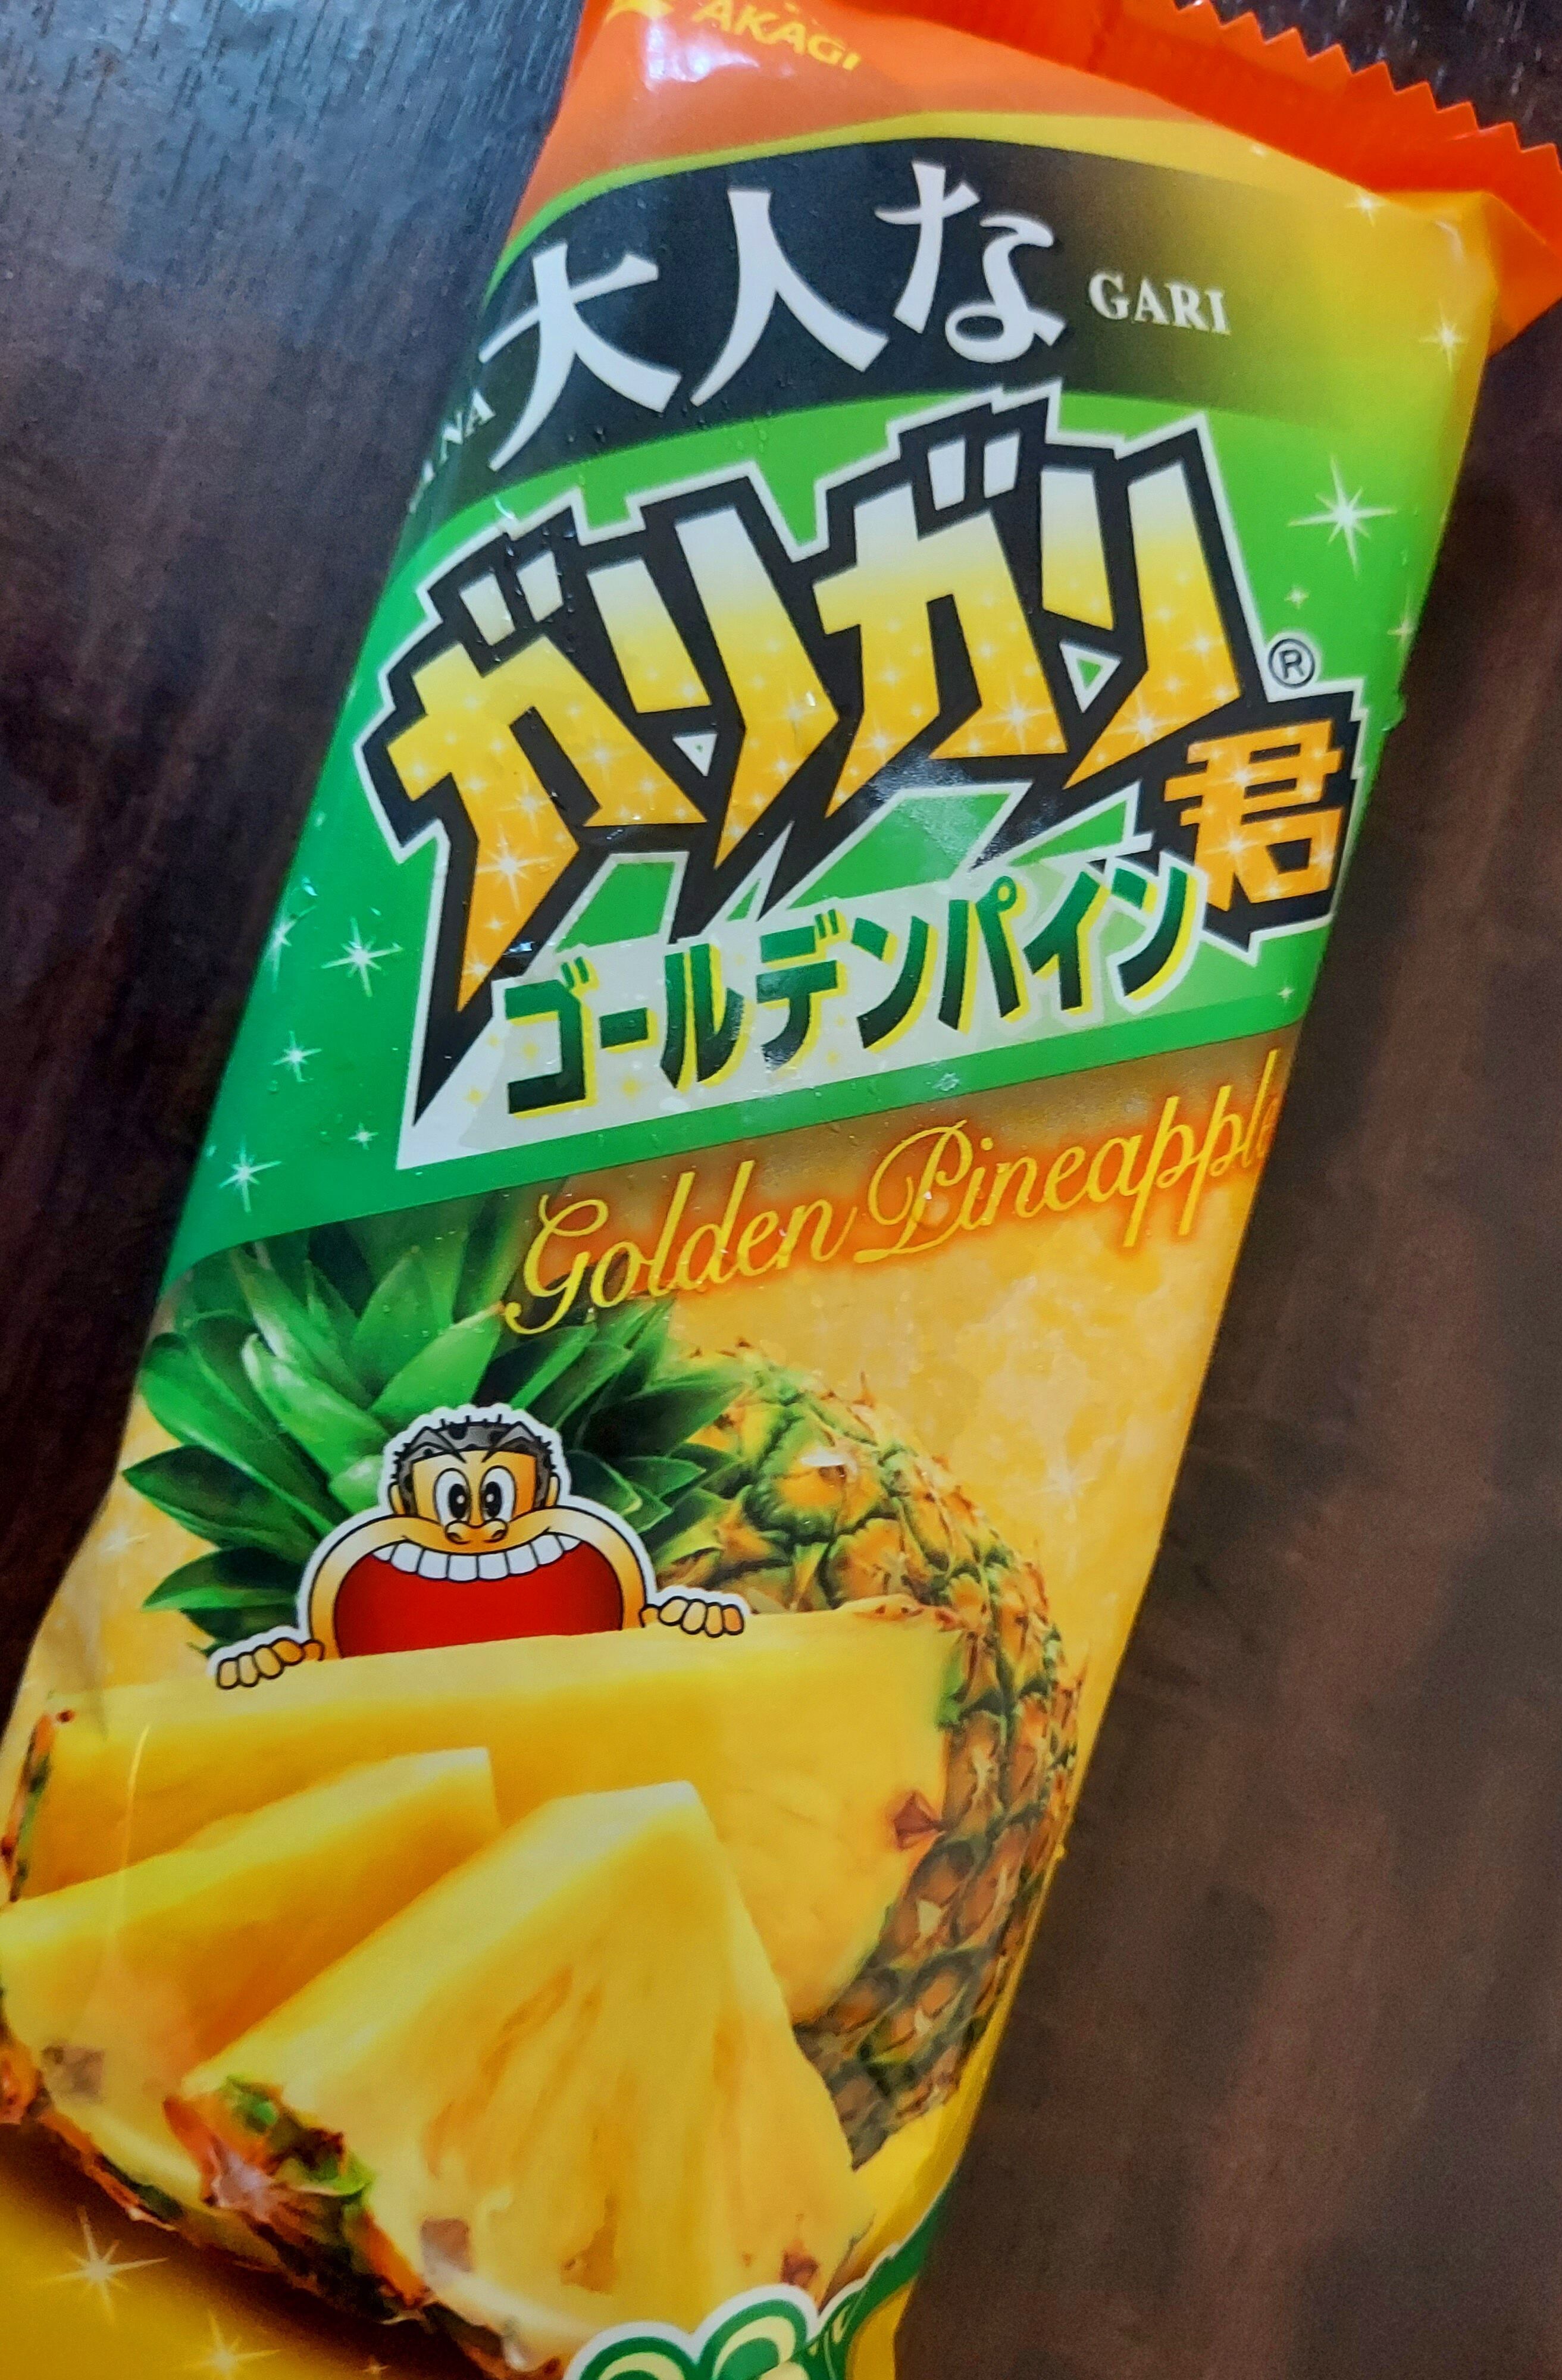 AKAGI
大人な
GARI
ガリガリ君®
ゴールデンパイン
Golden Pineapple